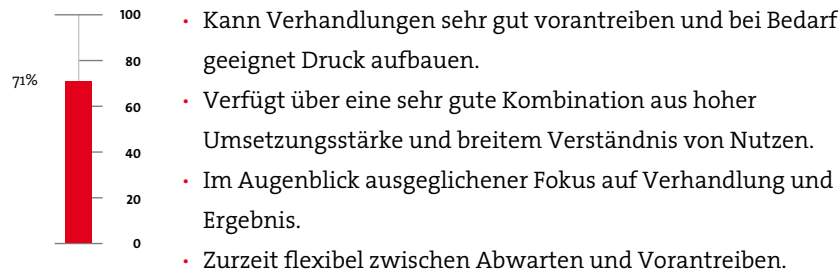 100
80
71%
60
40
20
0
• Kann Verhandlungen sehr gut vorantreiben und bei Bedarf
geeignet Druck aufbauen.
• Verfügt über eine sehr gute Kombination aus hoher
Umsetzungsstärke und breitem Verständnis von Nutzen.
• Im Augenblick ausgeglichener Fokus auf Verhandlung und
Ergebnis.
• Zurzeit flexibel zwischen Abwarten und Vorantreiben.